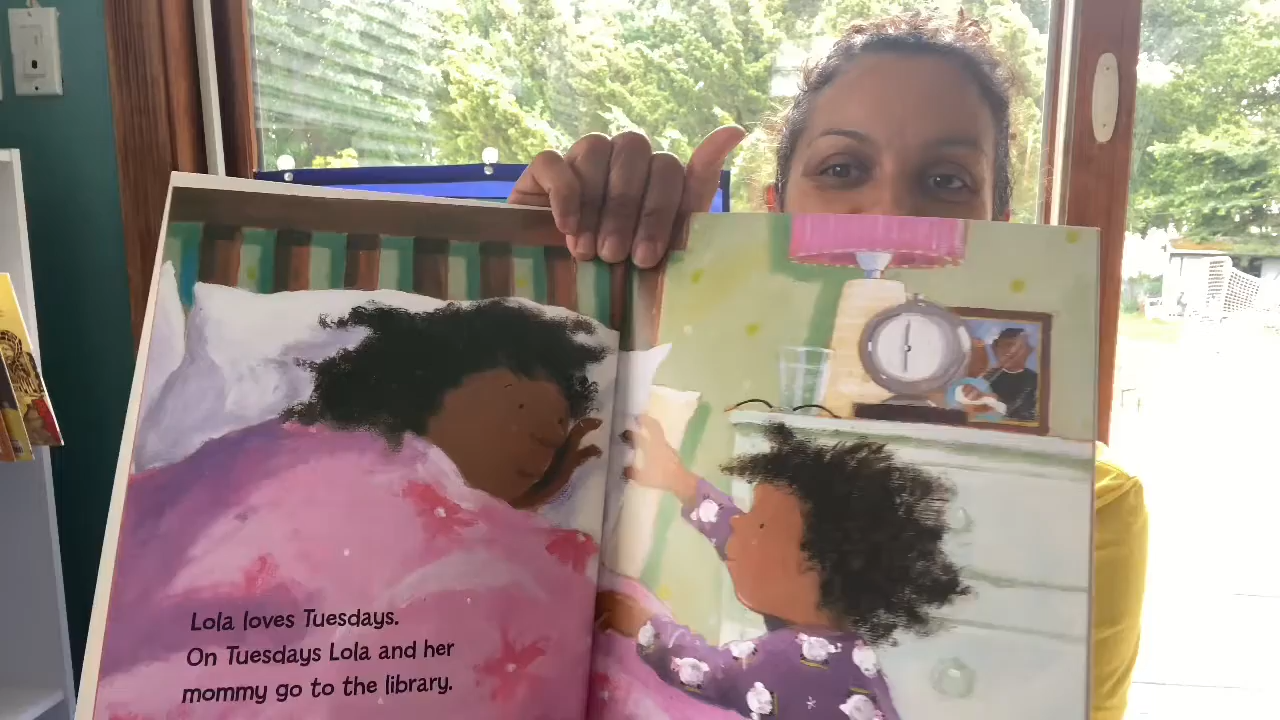 Lola loves Tuesdays.
On Tuesdays Lola and her
mommy go to the library.